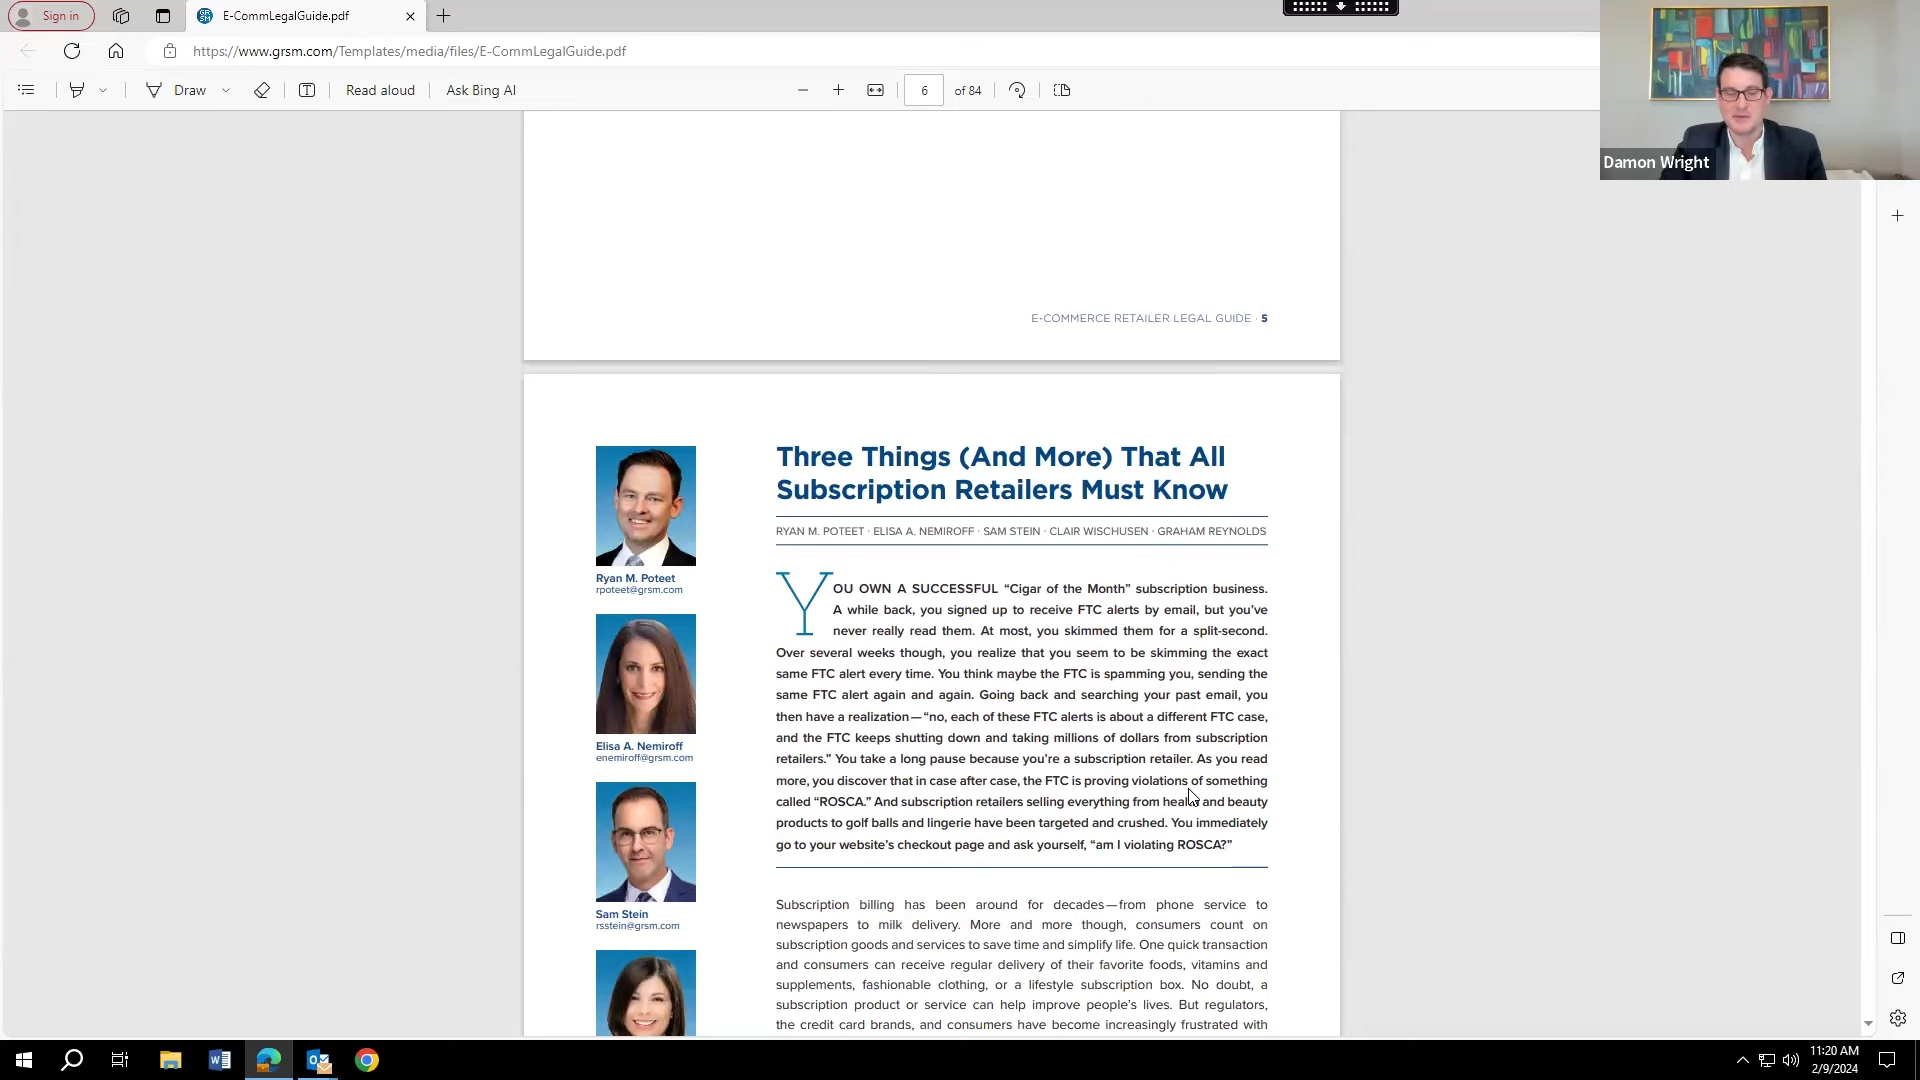 Sign in
E-CommLegalGuide.pdf
https://www.grsm.com/Templates/media/files/E-CommLegalGuide.pdf
Draw
Read aloud
Ask Bing AI
6 of 84
Damon Wright
E-COMMERCE RETAILER LEGAL GUIDE · 5
Three Things (And More) That All
Subscription Retailers Must Know
RYAN M. POTEET · ELISA A. NEMIROFF · SAM STEIN · CLAIR WISCHUSEN · GRAHAM REYNOLDS
Ryan M. Poteet
rpoteet@grsm.com
Elisa A. Nemiroff
enemiroff@grsm.com
Sam Stein
rsstein@grsm.com
YOU OWN A SUCCESSFUL “Cigar of the Month” subscription business.
A while back, you signed up to receive FTC alerts by email, but you’ve
never really read them. At most, you skimmed them for a split-second.
Over several weeks though, you realize that you seem to be skimming the exact
same FTC alert every time. You think maybe the FTC is spamming you, sending the
same FTC alert again and again. Going back and searching your past email, you
then have a realization—“no, each of these FTC alerts is about a different FTC case,
and the FTC keeps shutting down and taking millions of dollars from subscription
retailers.” You take a long pause because you’re a subscription retailer. As you read
more, you discover that in case after case, the FTC is proving violations of something
called “ROSCA.” And subscription retailers selling everything from health and beauty
products to golf balls and lingerie have been targeted and crushed. You immediately
go to your website’s checkout page and ask yourself, “am I violating ROSCA?”
Subscription billing has been around for decades—from phone service to
newspapers to milk delivery. More and more though, consumers count on
subscription goods and services to save time and simplify life. One quick transaction
and consumers can receive regular delivery of their favorite foods, vitamins and
supplements, fashionable clothing, or a lifestyle subscription box. No doubt, a
subscription product or service can help improve people’s lives. But regulators,
the credit card brands, and consumers have become increasingly frustrated with
11:20 AM
2/9/2024